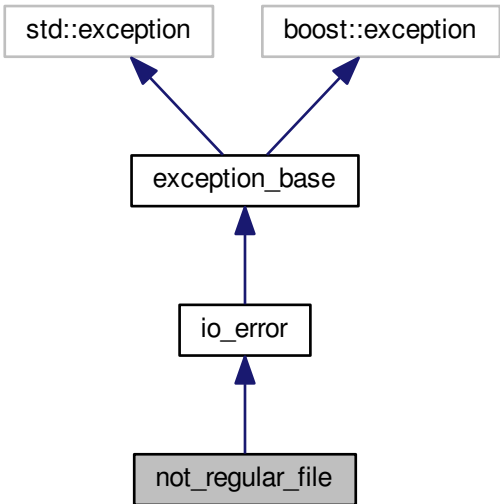 std::exception
boost::exception
exception_base
io_error
not_regular_file